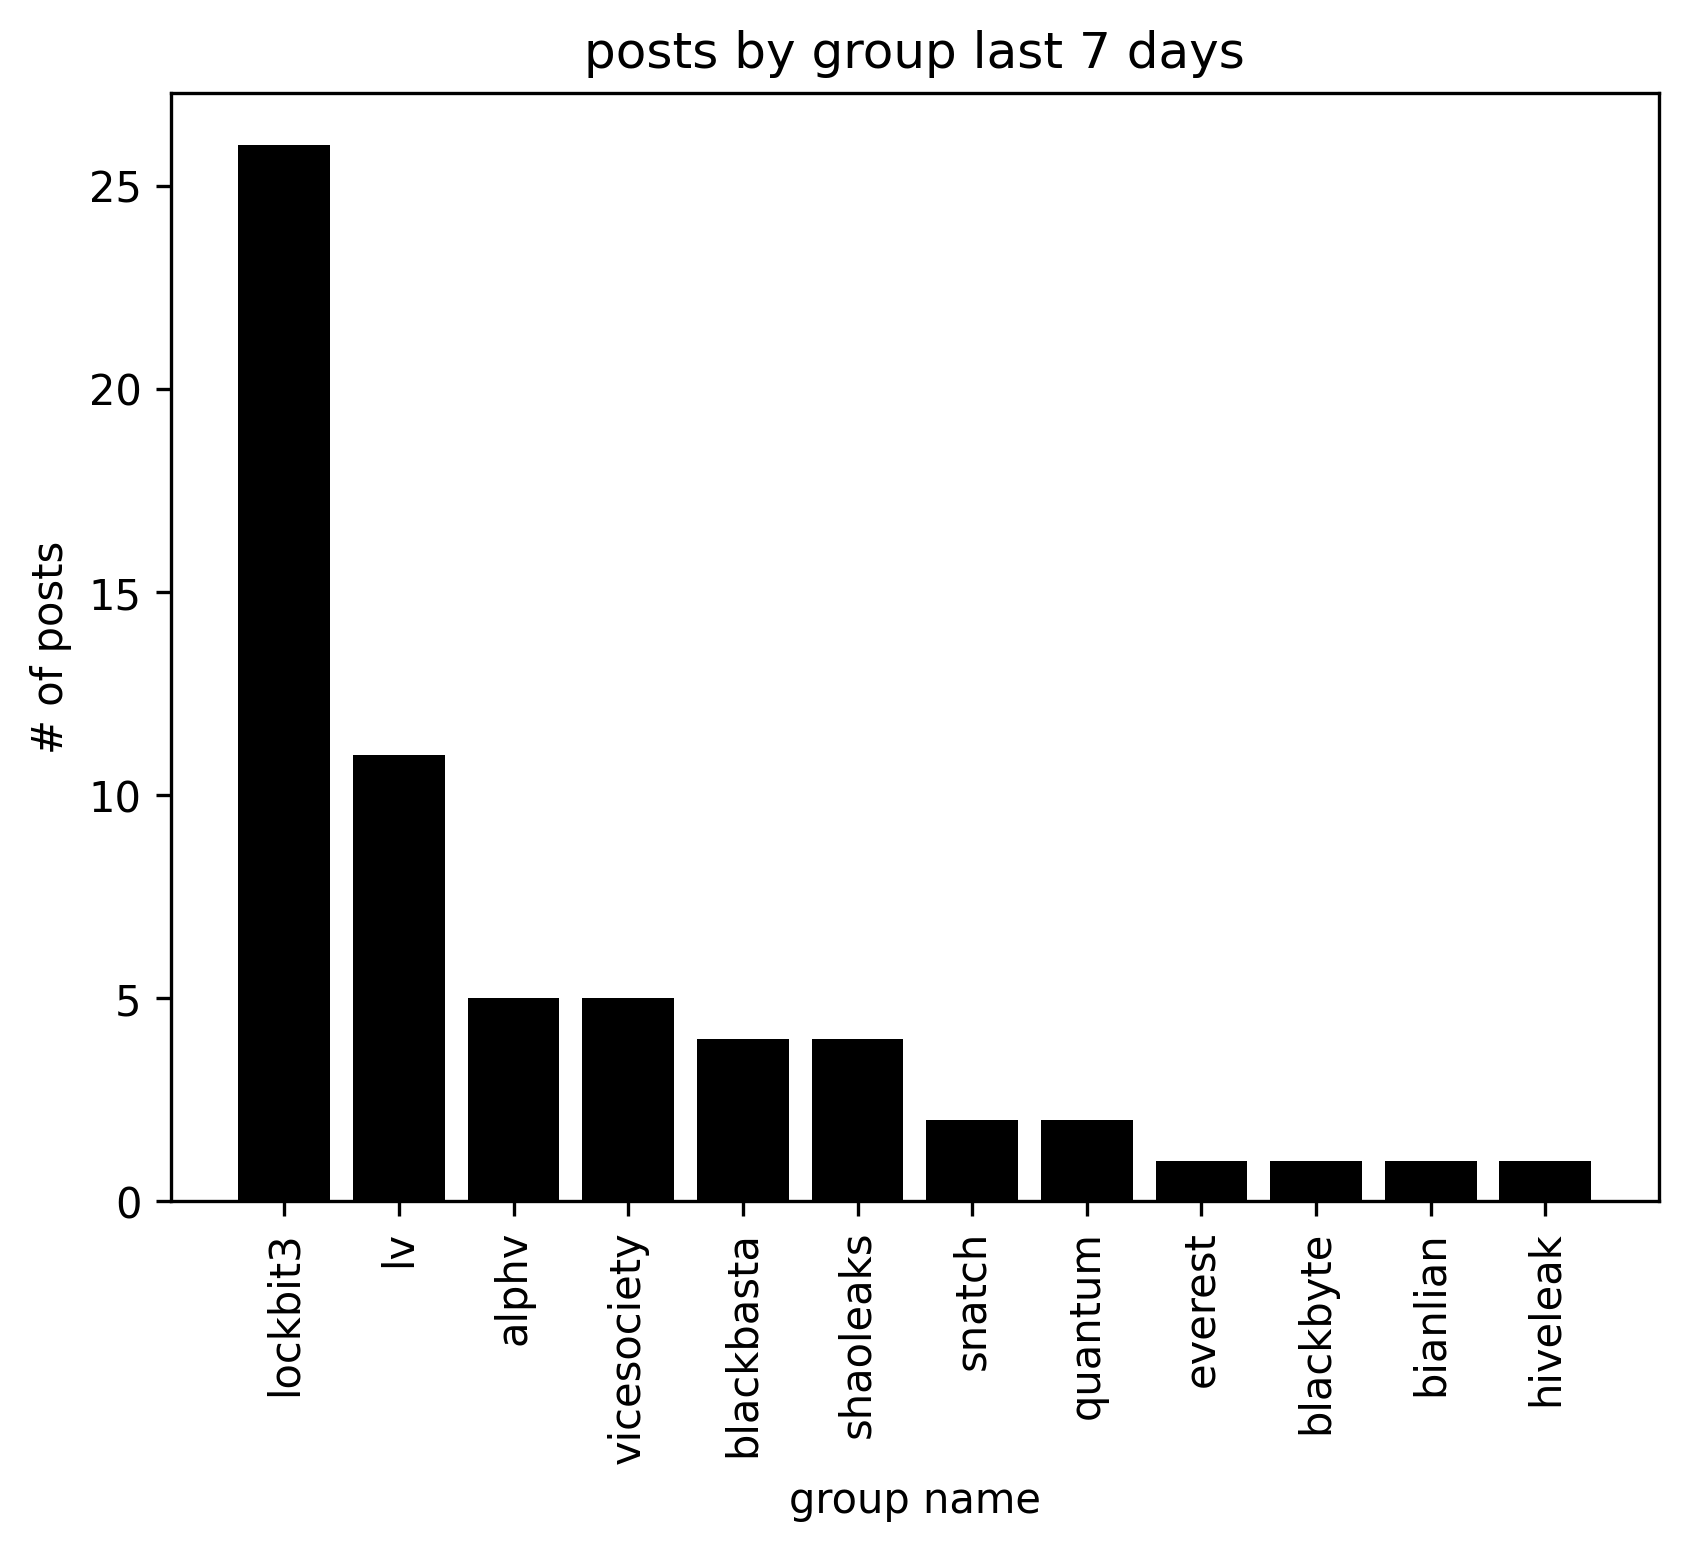 posts by group last 7 days
# of posts
25
20
15
10
5
0
lockbit3
lv
alphv
vicesociety
blackbasta
shaoleaks
snatch
quantum
everest
blackbyte
bianlian
hiveleak
group name